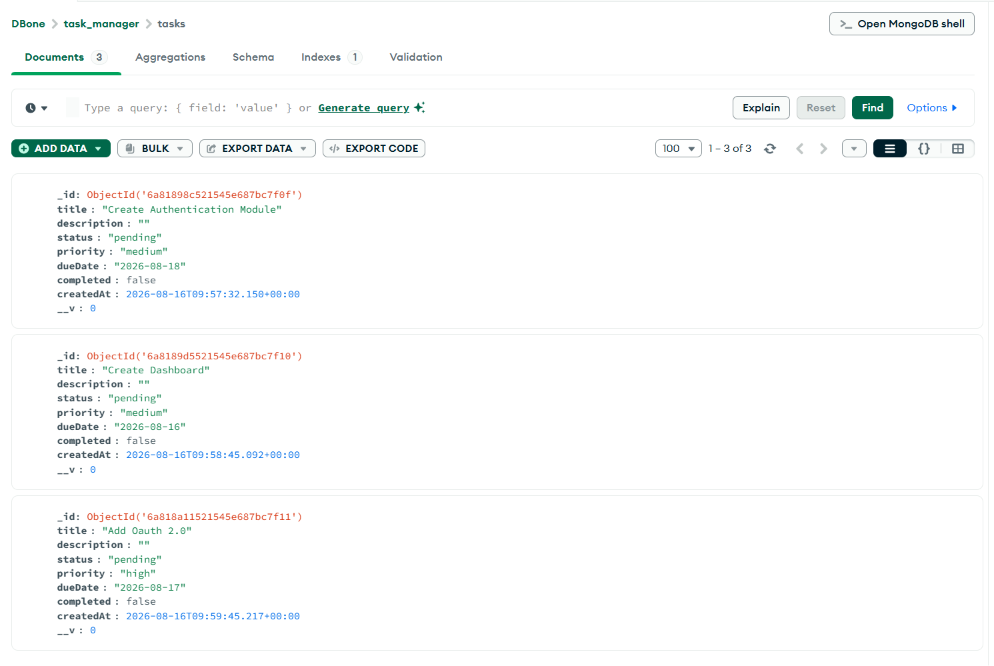 DBone > task_manager > tasks
>_ Open MongoDB shell
Documents 3 Aggregations Schema Indexes 1 Validation
Type a query: { field: 'value' } or Generate query
Explain Reset Find Options
ADD DATA BULK EXPORT DATA </> EXPORT CODE
100 1 – 3 of 3 {}
_id: ObjectId('6a81898c521545e687bc7f0f')
title : "Create Authentication Module"
description : ""
status : "pending"
priority : "medium"
dueDate : "2026-08-18"
completed : false
createdAt : 2026-08-16T09:57:32.150+00:00
__v : 0
_id: ObjectId('6a8189d5521545e687bc7f10')
title : "Create Dashboard"
description : ""
status : "pending"
priority : "medium"
dueDate : "2026-08-16"
completed : false
createdAt : 2026-08-16T09:58:45.092+00:00
__v : 0
_id: ObjectId('6a818a11521545e687bc7f11')
title : "Add Oauth 2.0"
description : ""
status : "pending"
priority : "high"
dueDate : "2026-08-17"
completed : false
createdAt : 2026-08-16T09:59:45.217+00:00
__v : 0